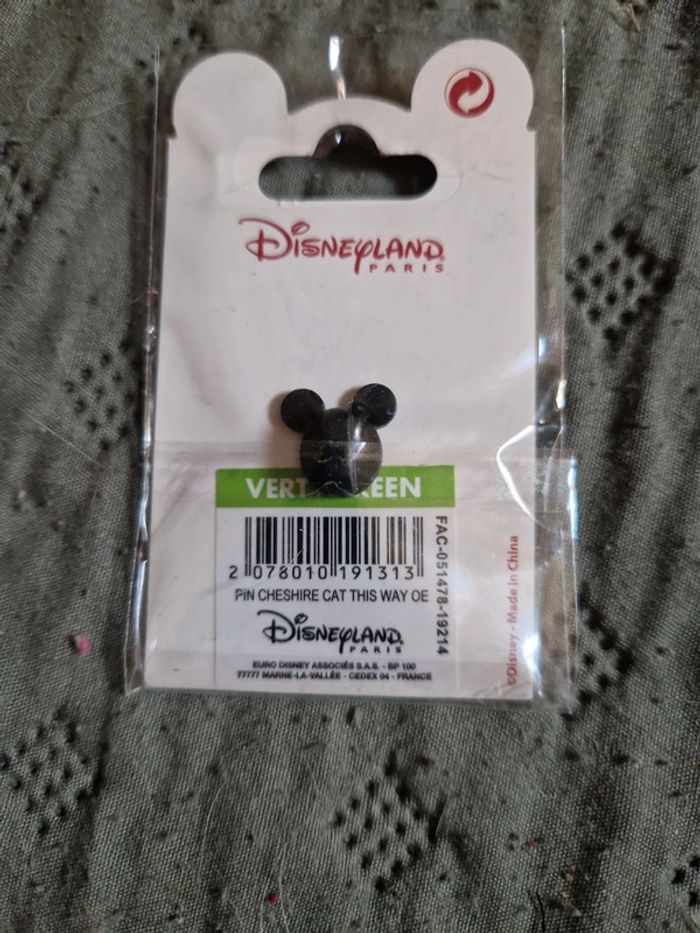 DISNEYLAND
PARIS
VERT
2 078010 191313
PiN CHESHIRE CAT THIS WAY OE
DISNEYLAND
PARIS
EURO DISNEY ASSOCIÉS S.A.S. - BP 100
77777 MARNE-LA-VALLÉE - CEDEX 04 - FRANCE
FAC-051478-19214
©Disney - Made in China